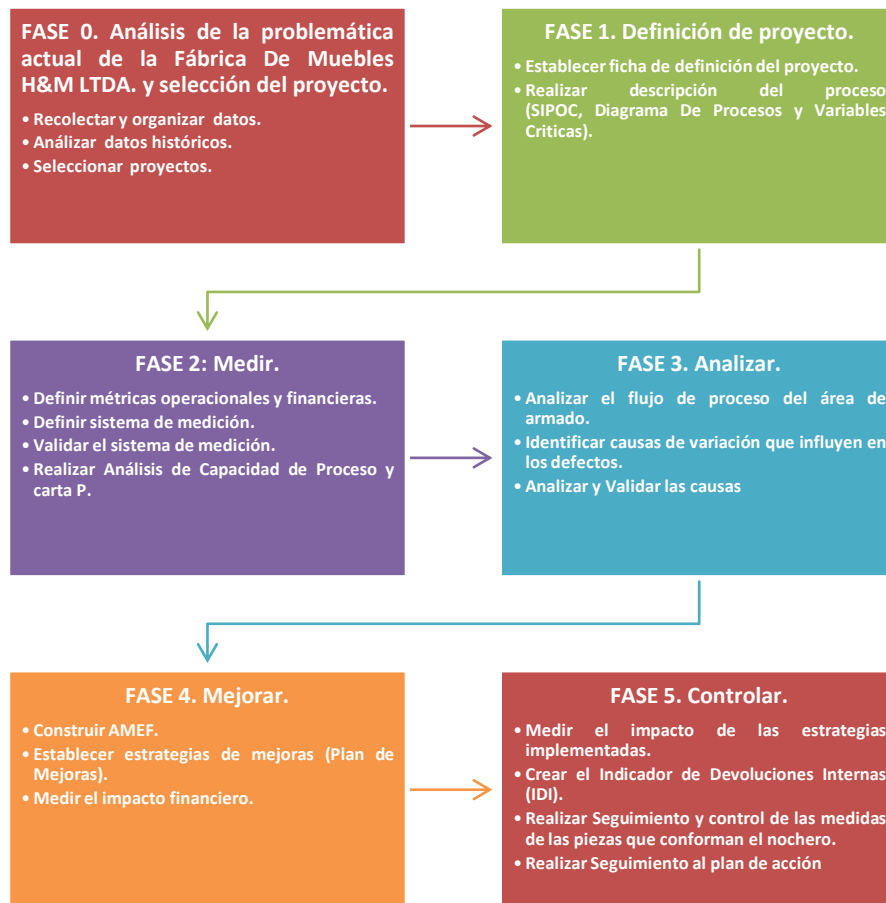 FASE 0. Análisis de la problemática
actual de la Fábrica De Muebles
H&M LTDA. y selección del proyecto.
• Recolectar y organizar datos.
• Análizar datos históricos.
• Seleccionar proyectos.
FASE 1. Definición de proyecto.
• Establecer ficha de definición del proyecto.
• Realizar descripción del proceso
(SIPOC, Diagrama De Procesos y Variables
Criticas).
FASE 2: Medir.
• Definir métricas operacionales y financieras.
• Definir sistema de medición.
• Validar el sistema de medición.
• Realizar Análisis de Capacidad de Proceso y
carta P.
FASE 3. Analizar.
• Analizar el flujo de proceso del área de
armado.
• Identificar causas de variación que influyen en
los defectos.
• Analizar y Validar las causas
FASE 4. Mejorar.
• Construir AMEF.
• Establecer estrategias de mejoras (Plan de
Mejoras).
• Medir el impacto financiero.
FASE 5. Controlar.
• Medir el impacto de las estrategias
implementadas.
• Crear el Indicador de Devoluciones Internas
(IDI).
• Realizar Seguimiento y control de las medidas
de las piezas que conforman el nochero.
• Realizar Seguimiento al plan de acción